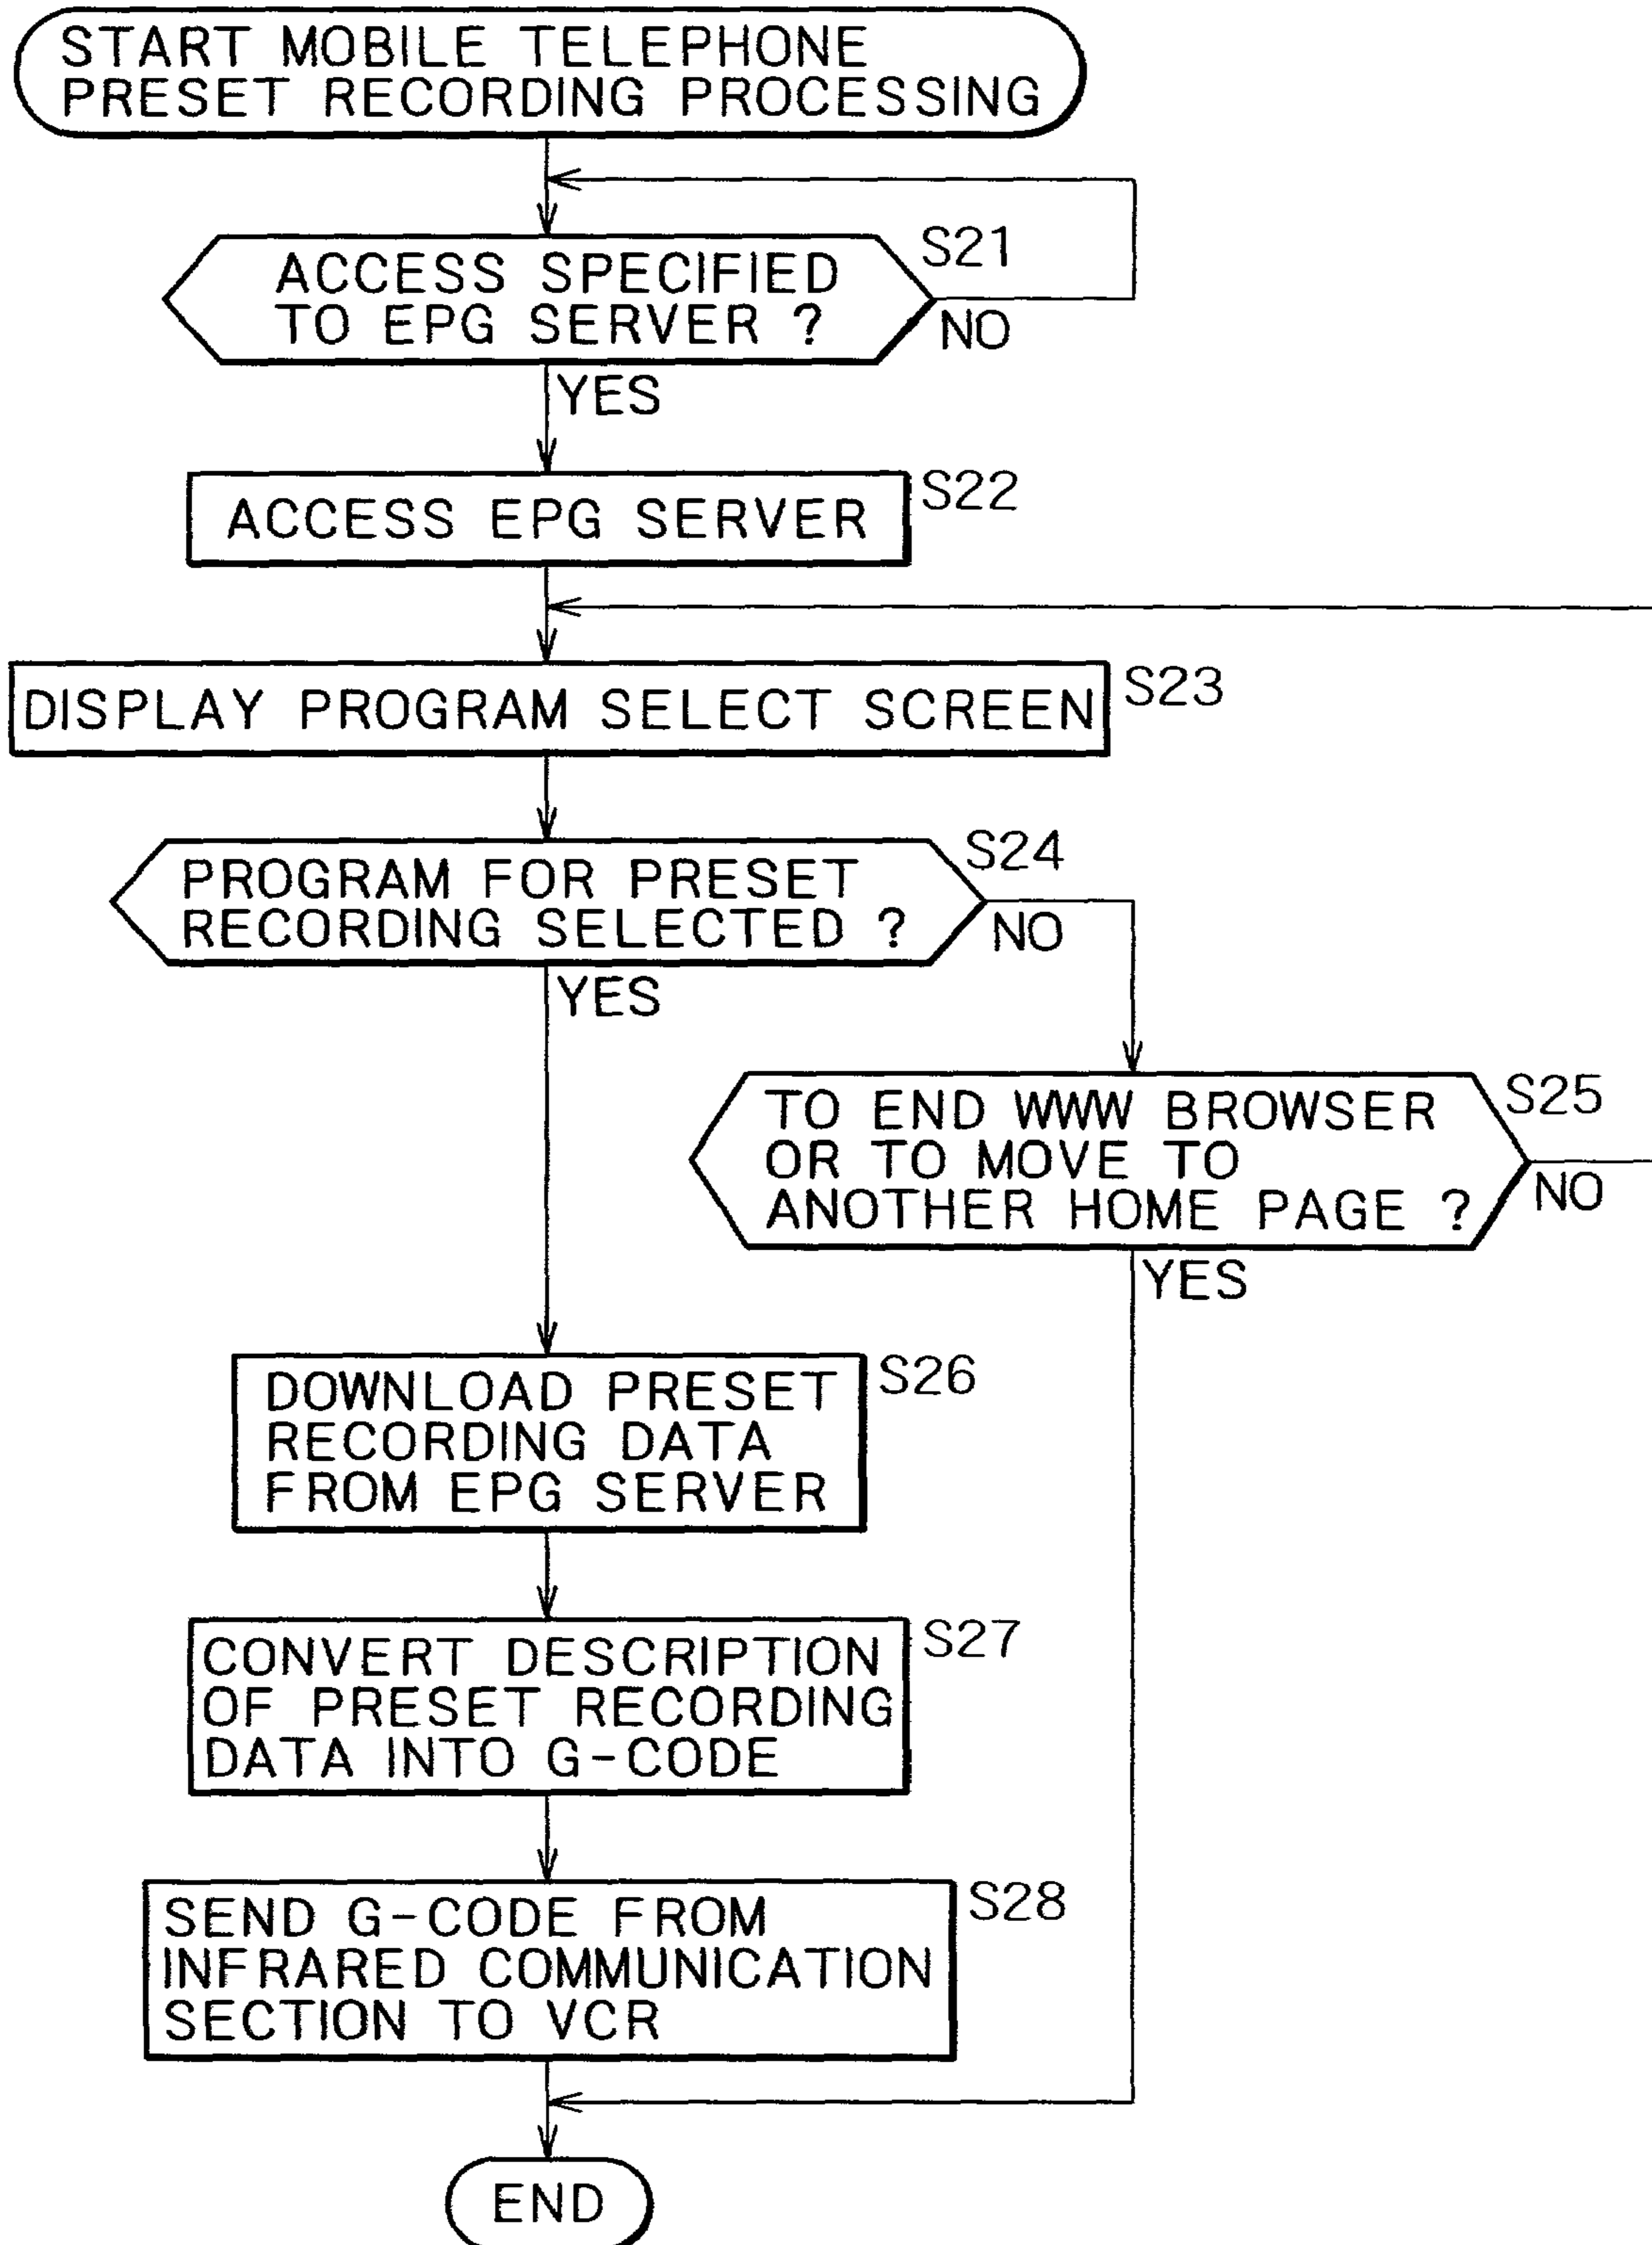 START MOBILE TELEPHONE
PRESET RECORDING PROCESSING
S21
ACCESS SPECIFIED
TO EPG SERVER ?
NO
YES
S22
ACCESS EPG SERVER
S23
DISPLAY PROGRAM SELECT SCREEN
S24
PROGRAM FOR PRESET
RECORDING SELECTED ?
NO
YES
S25
TO END WWW BROWSER
OR TO MOVE TO
ANOTHER HOME PAGE ?
NO
YES
S26
DOWNLOAD PRESET
RECORDING DATA
FROM EPG SERVER
S27
CONVERT DESCRIPTION
OF PRESET RECORDING
DATA INTO G-CODE
S28
SEND G-CODE FROM
INFRARED COMMUNICATION
SECTION TO VCR
END